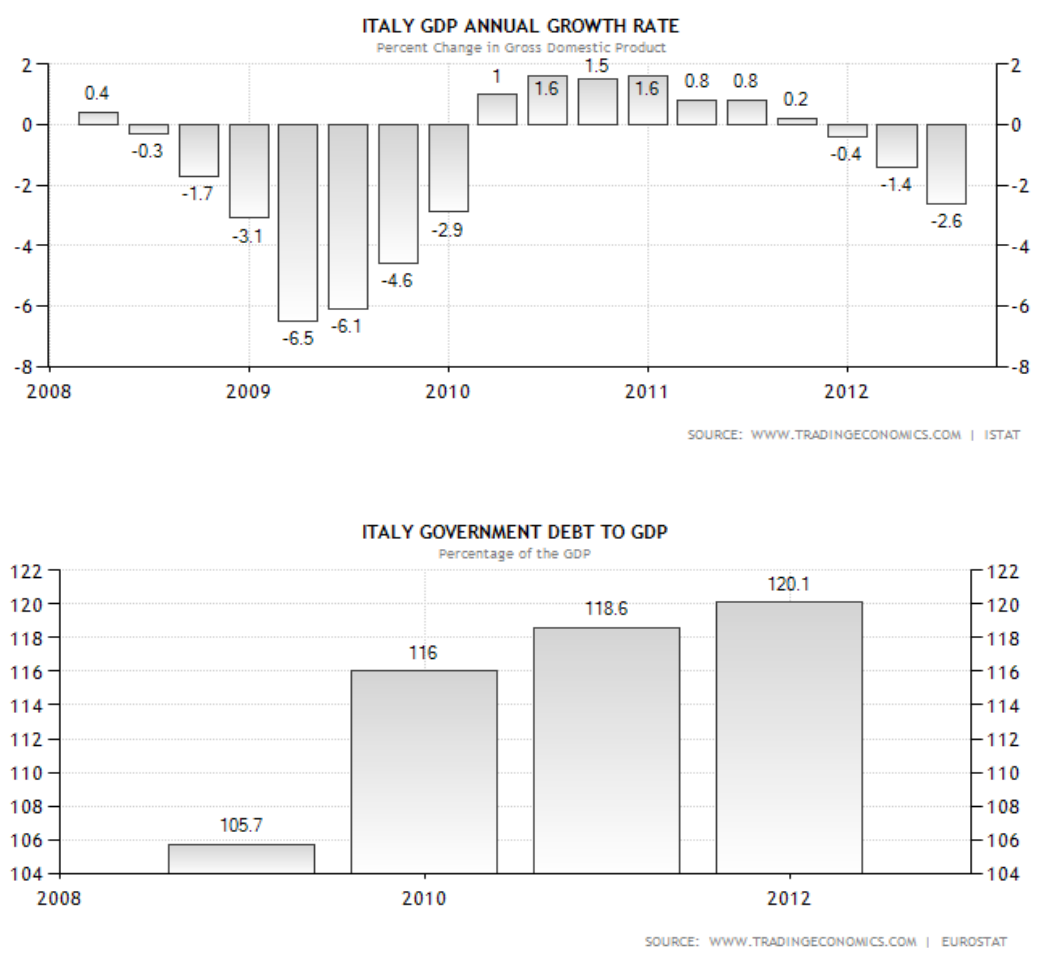 ITALY GDP ANNUAL GROWTH RATE
Percent Change in Gross Domestic Product
2 2
0.4 1 1.6 1.5 1.6 0.8 0.8 0.2
0 0
-0.3 -1.7 -3.1 -6.5 -6.1 -4.6 -2.9 -0.4 -1.4 -2.6
-2 -2
-4 -4
-6 -6
-8 -8
2008 2009 2010 2011 2012
SOURCE: WWW.TRADINGECONOMICS.COM | ISTAT
ITALY GOVERNMENT DEBT TO GDP
Percentage of the GDP
122 122
105.7 116 118.6 120.1
120 120
118 118
116 116
114 114
112 112
110 110
108 108
106 106
104 104
2008 2010 2012
SOURCE: WWW.TRADINGECONOMICS.COM | EUROSTAT